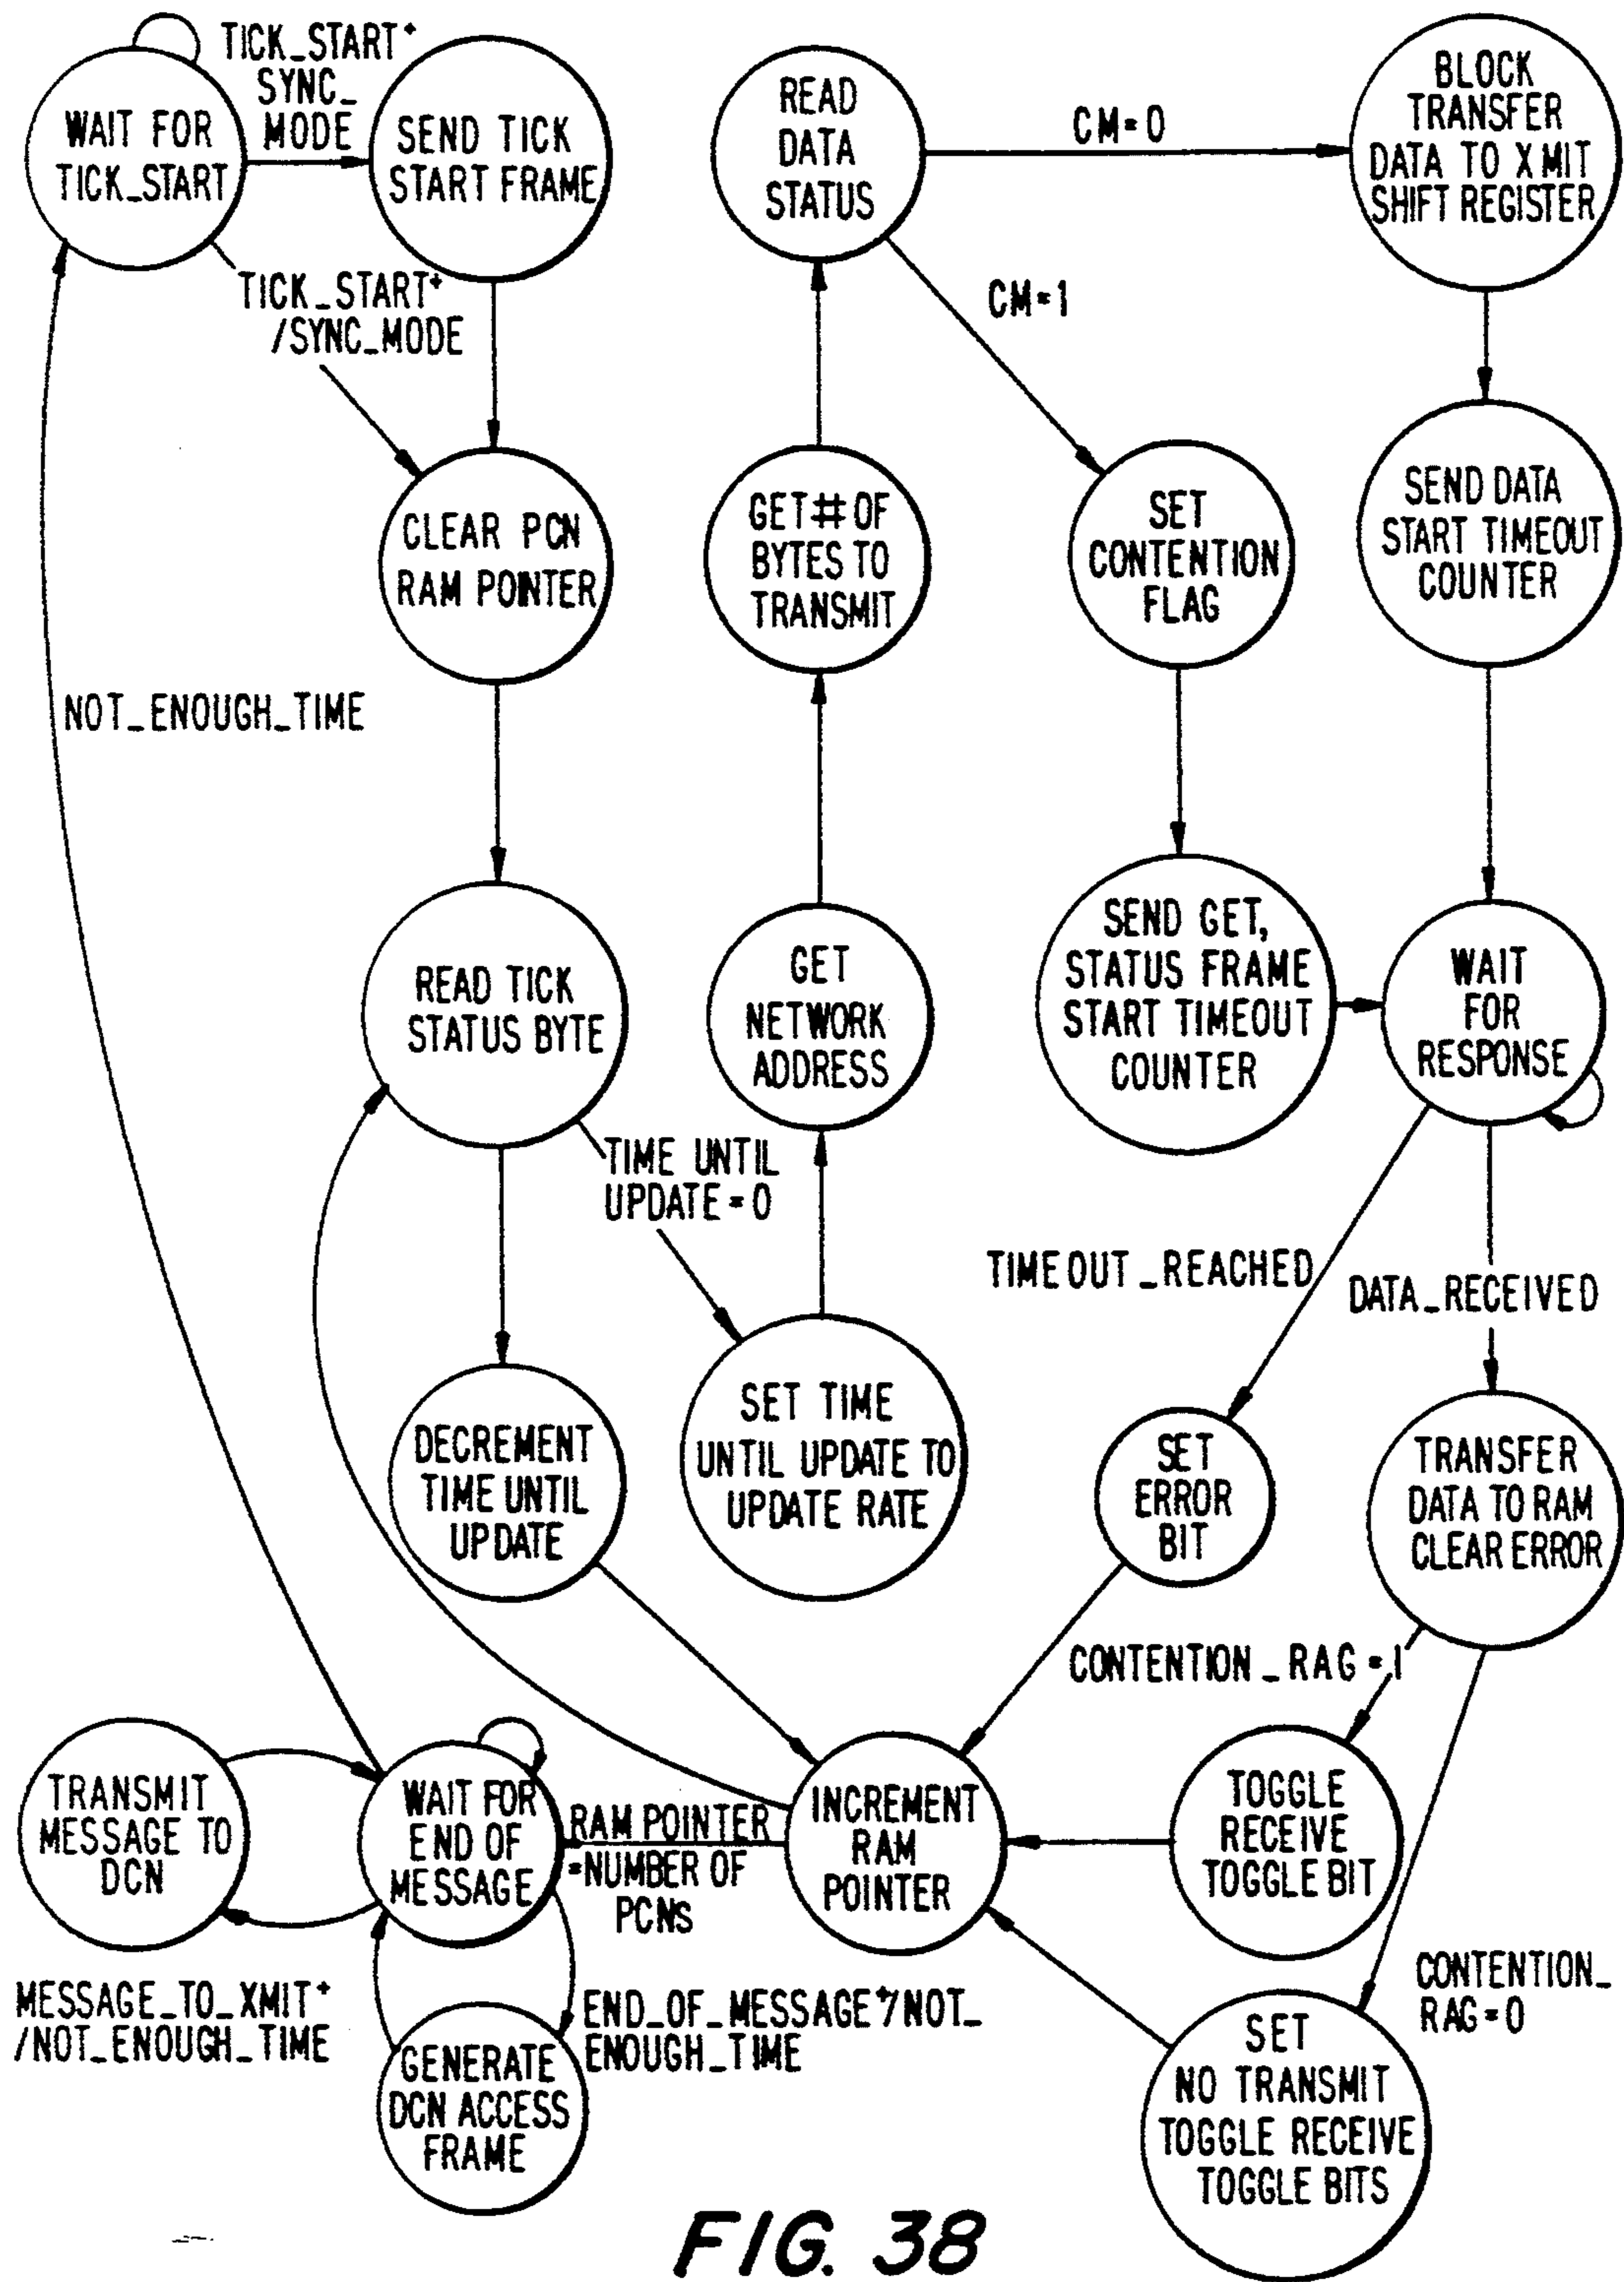 TICK_START+
SYNC_
MODE
WAIT FOR
TICK_START
SEND TICK
START FRAME
TICK_START+
/SYNC_MODE
READ
DATA
STATUS
CM=0
BLOCK
TRANSFER
DATA TO XMIT
SHIFT REGISTER
CM=1
CLEAR PCN
RAM POINTER
GET # OF
BYTES TO
TRANSMIT
SET
CONTENTION
FLAG
SEND DATA
START TIMEOUT
COUNTER
NOT_ENOUGH_TIME
READ TICK
STATUS BYTE
GET
NETWORK
ADDRESS
SEND GET,
STATUS FRAME
START TIMEOUT
COUNTER
WAIT
FOR
RESPONSE
TIME UNTIL
UPDATE=0
TIMEOUT_REACHED
DATA_RECEIVED
DECREMENT
TIME UNTIL
UPDATE
SET TIME
UNTIL UPDATE TO
UPDATE RATE
SET
ERROR
BIT
TRANSFER
DATA TO RAM
CLEAR ERROR
CONTENTION_RAG=1
TRANSMIT
MESSAGE TO
DCN
WAIT FOR
END OF
MESSAGE
RAM POINTER
=NUMBER OF
PCNs
INCREMENT
RAM
POINTER
TOGGLE
RECEIVE
TOGGLE BIT
CONTENTION_
RAG=0
MESSAGE_TO_XMIT+
/NOT_ENOUGH_TIME
END_OF_MESSAGE+/NOT_
ENOUGH_TIME
GENERATE
DCN ACCESS
FRAME
SET
NO TRANSMIT
TOGGLE RECEIVE
TOGGLE BITS
FIG. 38